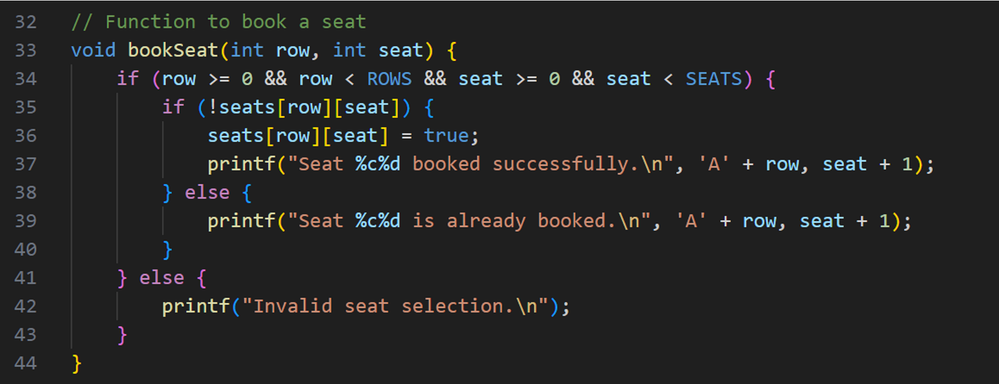 32 // Function to book a seat
33 void bookSeat(int row, int seat) {
34     if (row >= 0 && row < ROWS && seat >= 0 && seat < SEATS) {
35         if (!seats[row][seat]) {
36             seats[row][seat] = true;
37             printf("Seat %c%d booked successfully.\n", 'A' + row, seat + 1);
38         } else {
39             printf("Seat %c%d is already booked.\n", 'A' + row, seat + 1);
40         }
41     } else {
42         printf("Invalid seat selection.\n");
43     }
44 }